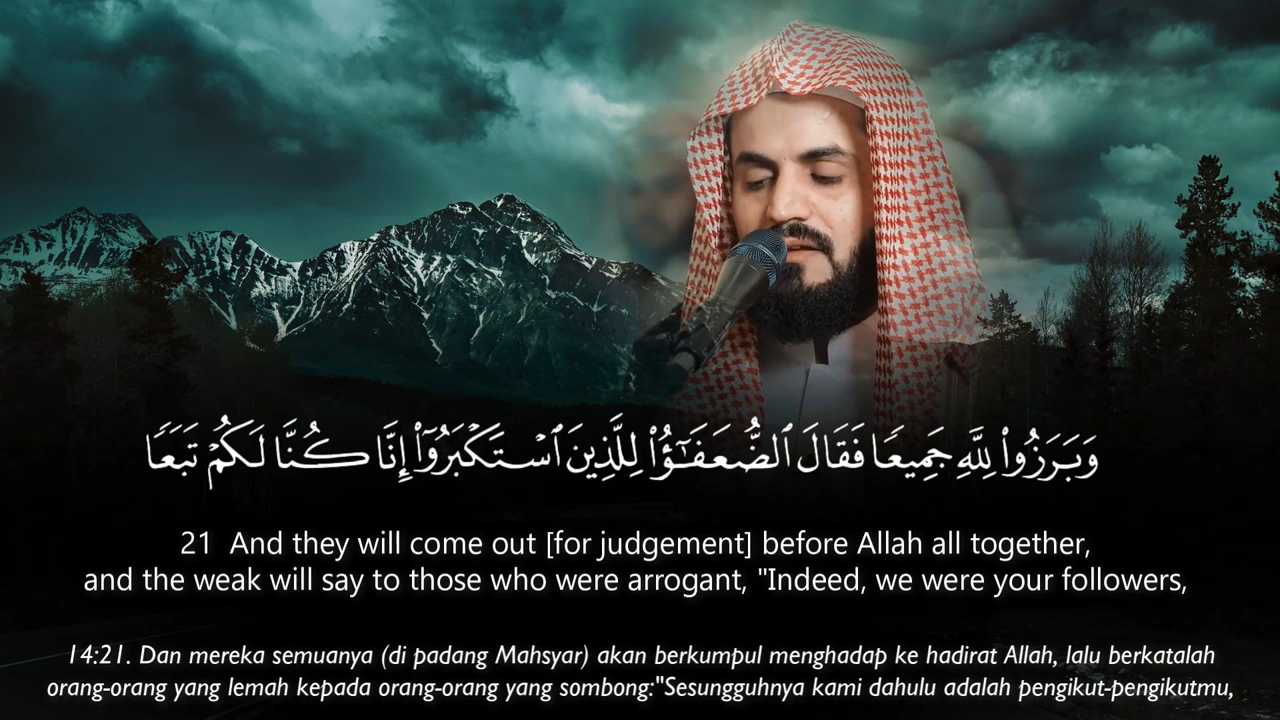 وَبَرَزُوا۟ لِلَّهِ جَمِيعًا فَقَالَ ٱلضُّعَفَـٰٓؤُا۟ لِلَّذِينَ ٱسْتَكْبَرُوٓا۟ إِنَّا كُنَّا لَكُمْ تَبَعًا
21 And they will come out [for judgement] before Allah all together,
and the weak will say to those who were arrogant, "Indeed, we were your followers,
14:21. Dan mereka semuanya (di padang Mahsyar) akan berkumpul menghadap ke hadirat Allah, lalu berkatalah
orang-orang yang lemah kepada orang-orang yang sombong:"Sesungguhnya kami dahulu adalah pengikut-pengikutmu,